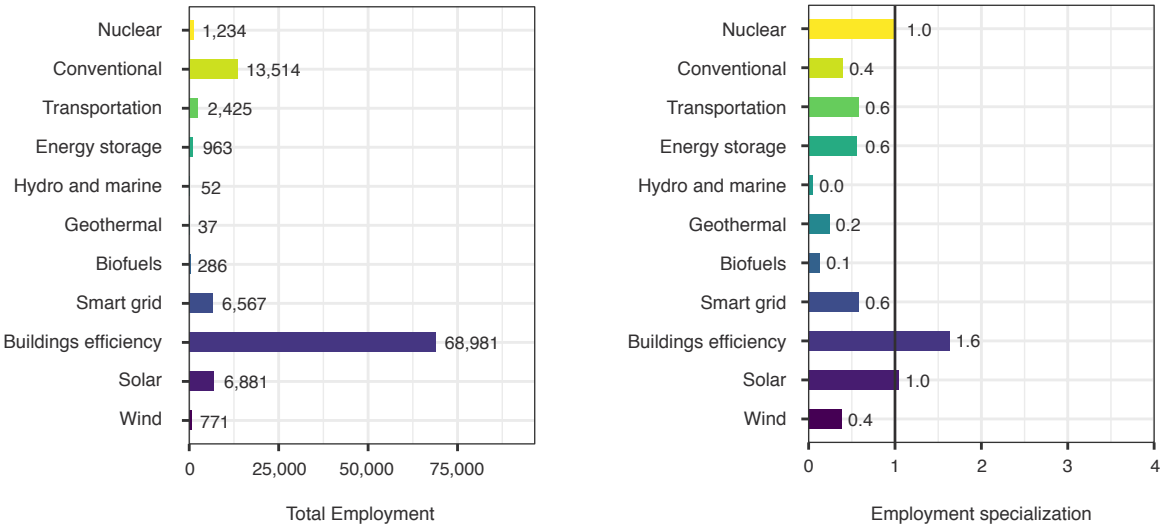 Nuclear 1,234
Conventional 13,514
Transportation 2,425
Energy storage 963
Hydro and marine 52
Geothermal 37
Biofuels 286
Smart grid 6,567
Buildings efficiency 68,981
Solar 6,881
Wind 771
0 25,000 50,000 75,000
Total Employment
Nuclear 1.0
Conventional 0.4
Transportation 0.6
Energy storage 0.6
Hydro and marine 0.0
Geothermal 0.2
Biofuels 0.1
Smart grid 0.6
Buildings efficiency 1.6
Solar 1.0
Wind 0.4
0 1 2 3 4
Employment specialization